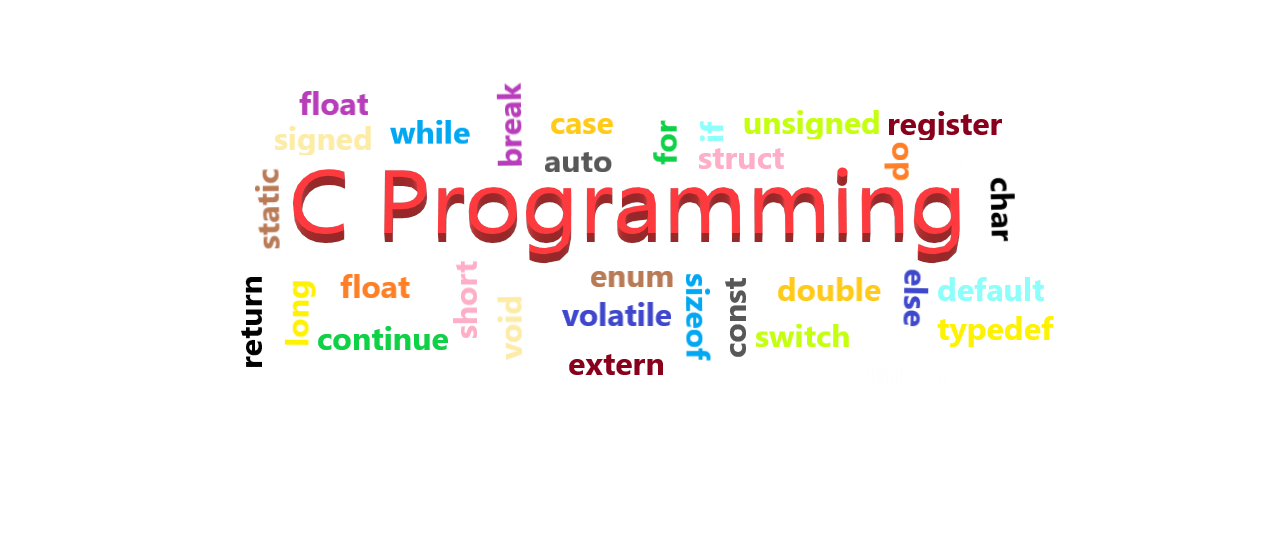 float
signed
while
break
case
auto
for
if
struct
unsigned
register
do
static
C Programming
char
return
long
float
continue
short
void
enum
volatile
extern
sizeof
const
double
switch
else
default
typedef